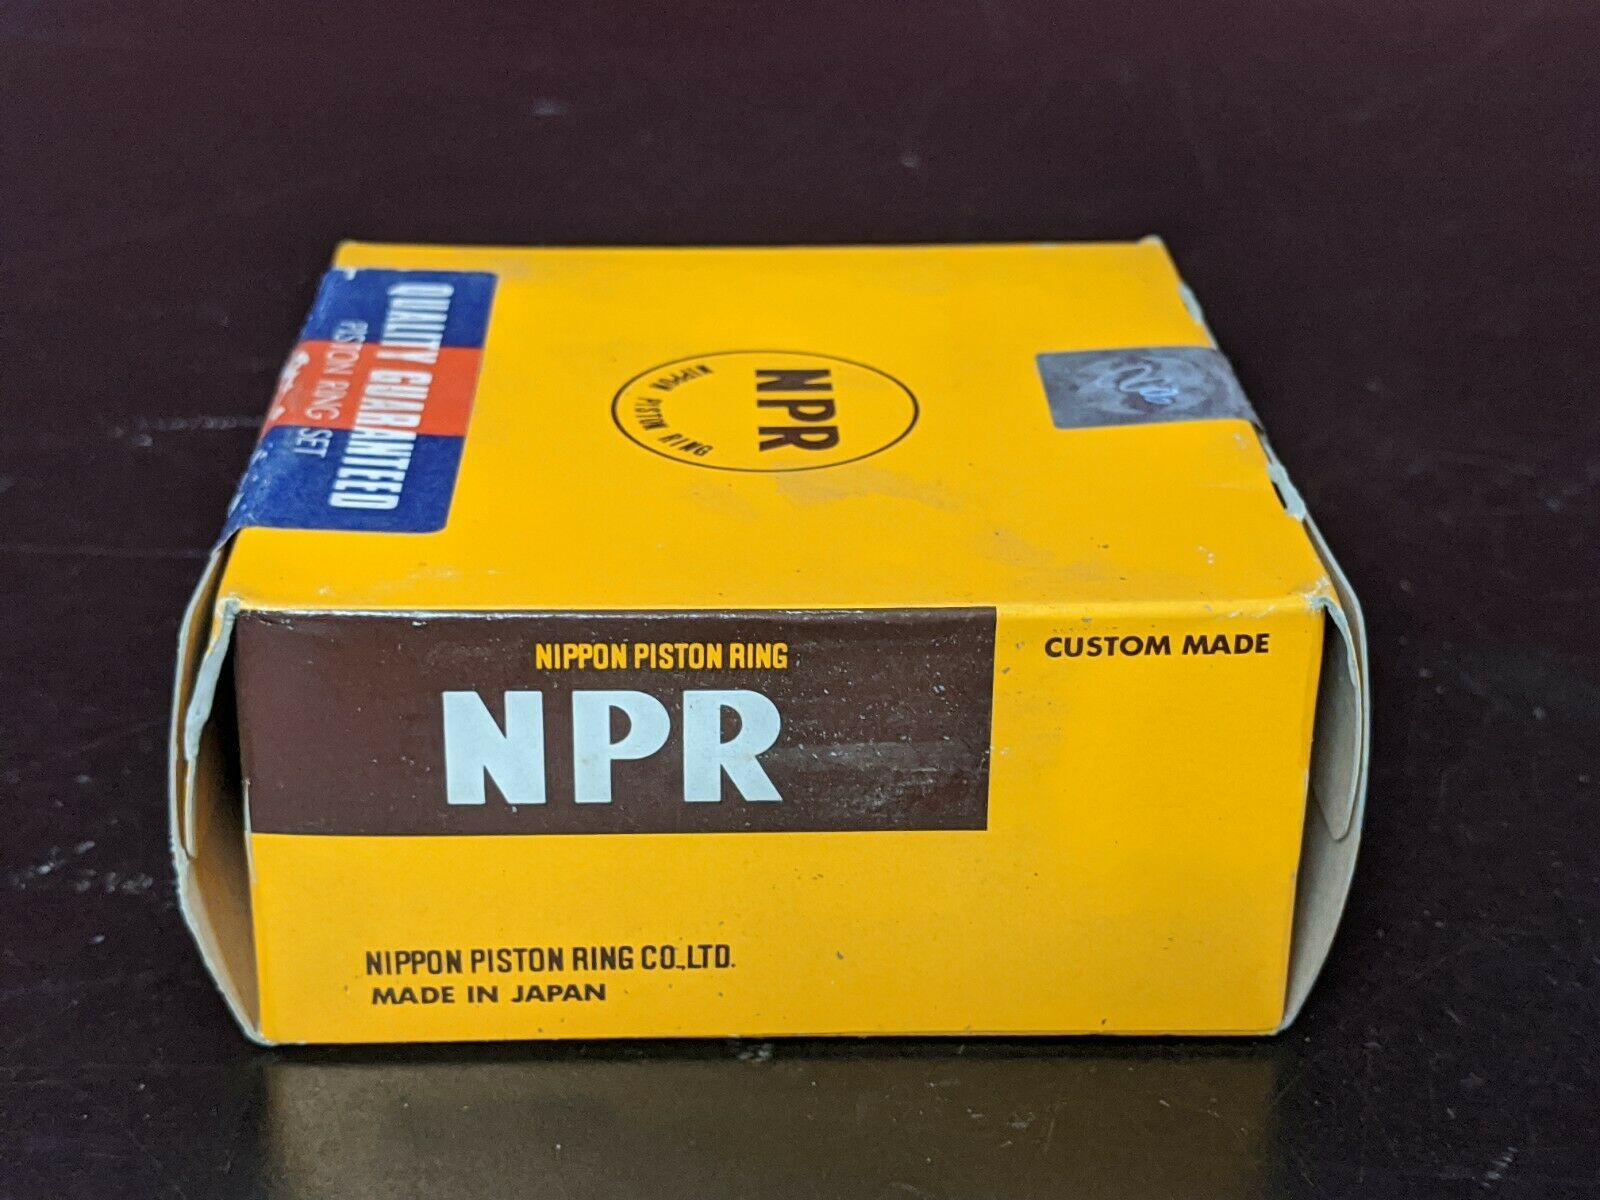 QUALITY GUARANTEED
PISTON RING SET
NPR
NIPPON PISTON RING
NIPPON PISTON RING
NPR
CUSTOM MADE
NIPPON PISTON RING CO.,LTD.
MADE IN JAPAN